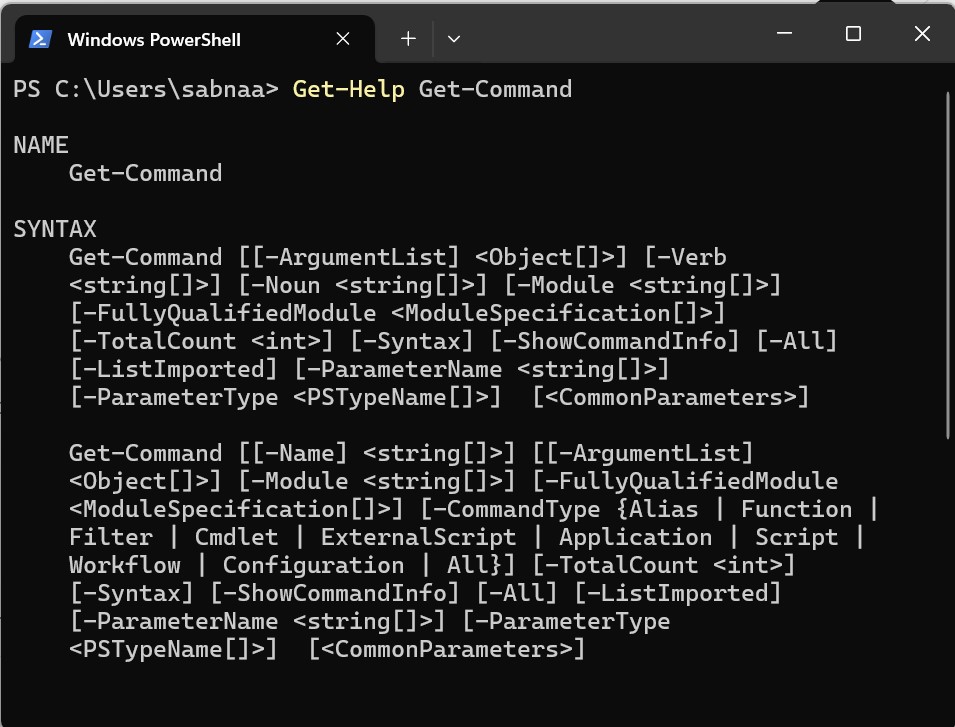 Windows PowerShell
PS C:\Users\sabnaa> Get-Help Get-Command
NAME
Get-Command
SYNTAX
Get-Command [[-ArgumentList] <Object[]>] [-Verb
<string[]>] [-Noun <string[]>] [-Module <string[]>]
[-FullyQualifiedModule <ModuleSpecification[]>]
[-TotalCount <int>] [-Syntax] [-ShowCommandInfo] [-All]
[-ListImported] [-ParameterName <string[]>]
[-ParameterType <PSTypeName[]>]  [<CommonParameters>]
Get-Command [[-Name] <string[]>] [[-ArgumentList]
<Object[]>] [-Module <string[]>] [-FullyQualifiedModule
<ModuleSpecification[]>] [-CommandType {Alias | Function |
Filter | Cmdlet | ExternalScript | Application | Script |
Workflow | Configuration | All}] [-TotalCount <int>]
[-Syntax] [-ShowCommandInfo] [-All] [-ListImported]
[-ParameterName <string[]>] [-ParameterType
<PSTypeName[]>]  [<CommonParameters>]